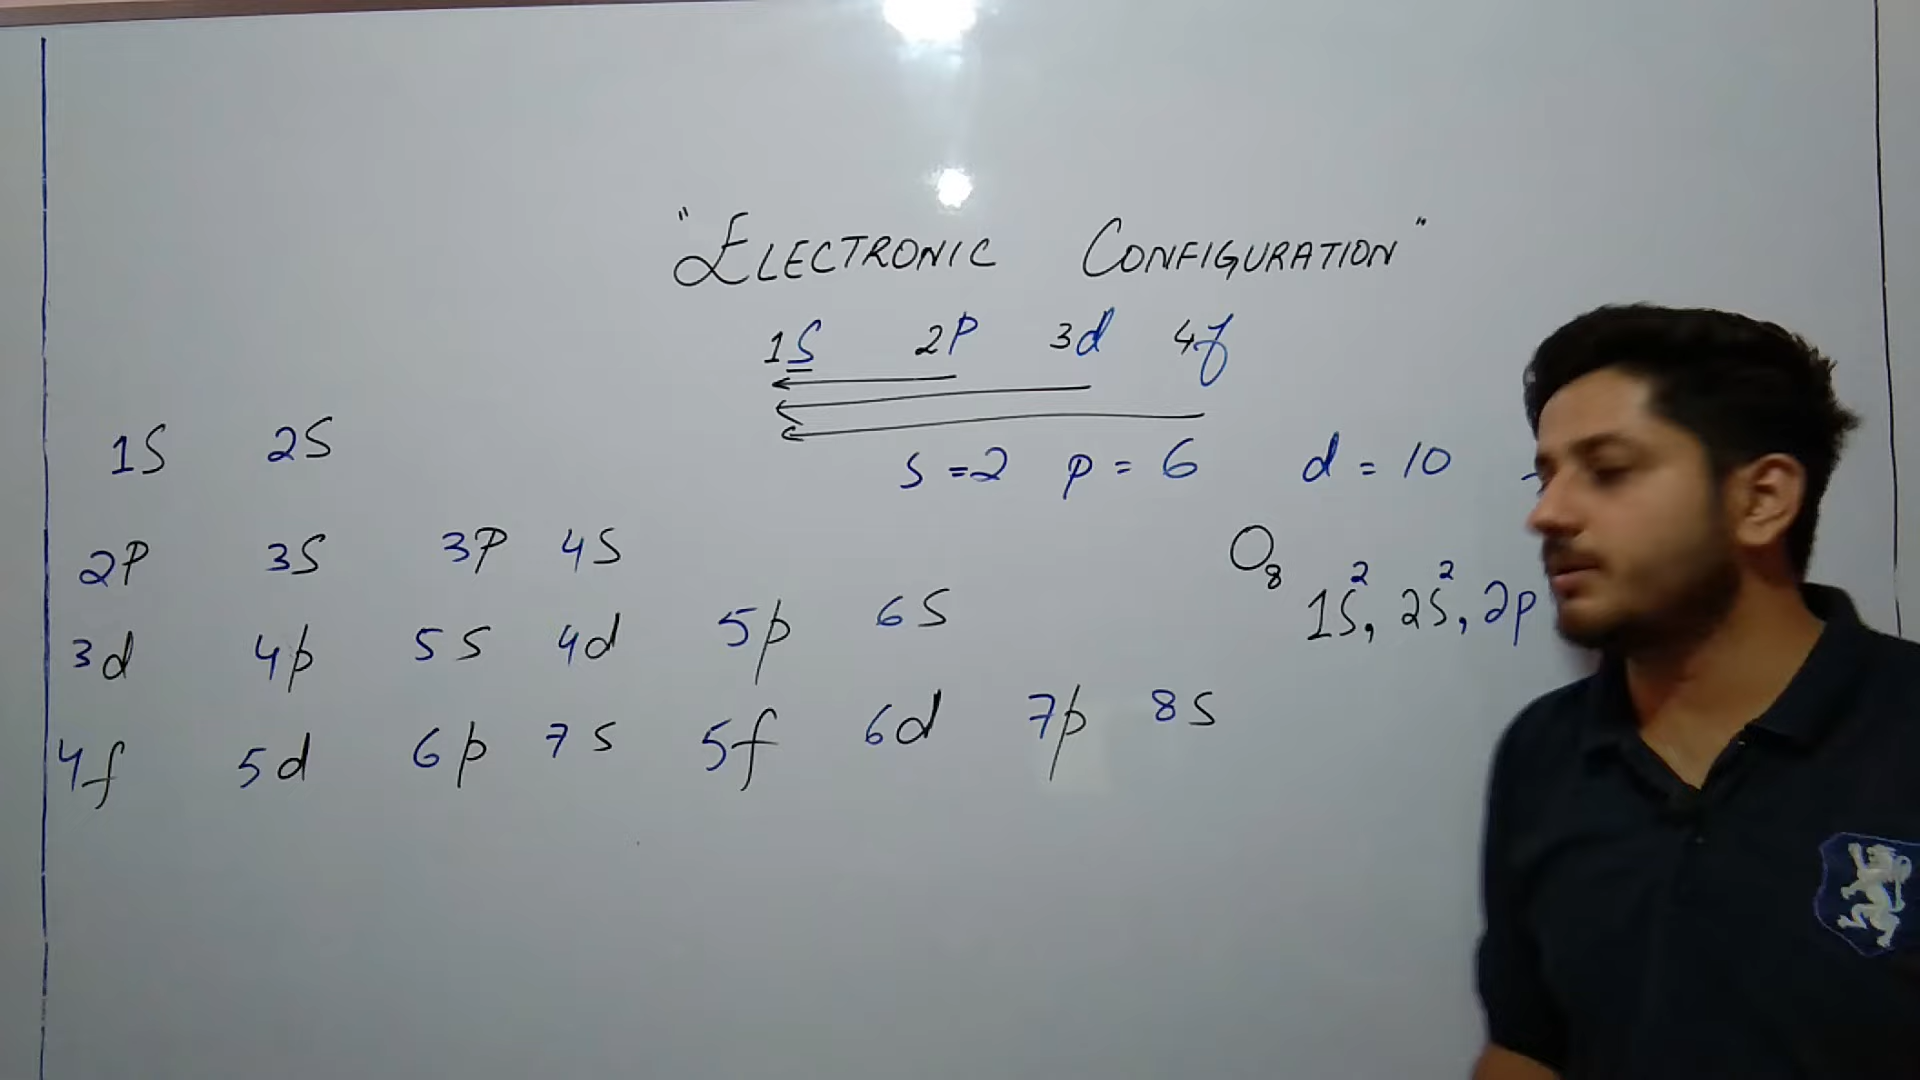 "ELECTRONIC CONFIGURATION"
1S 2P 3d 4f
S = 2 P = 6 d = 10
1S 2S
2P 3S 3P 4S
3d 4p 5S 4d 5p 6S
4f 5d 6p 7s 5f 6d 7p 8s
O₈
1S², 2S², 2p